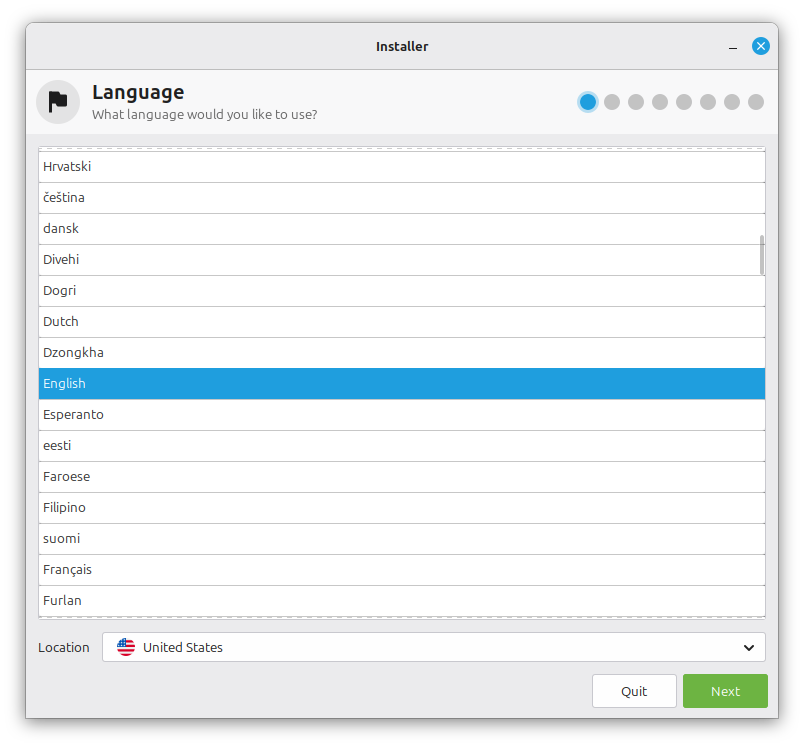 Installer
Language
What language would you like to use?
Hrvatski
čeština
dansk
Divehi
Dogri
Dutch
Dzongkha
English
Esperanto
eesti
Faroese
Filipino
suomi
Français
Furlan
Location United States
Quit Next